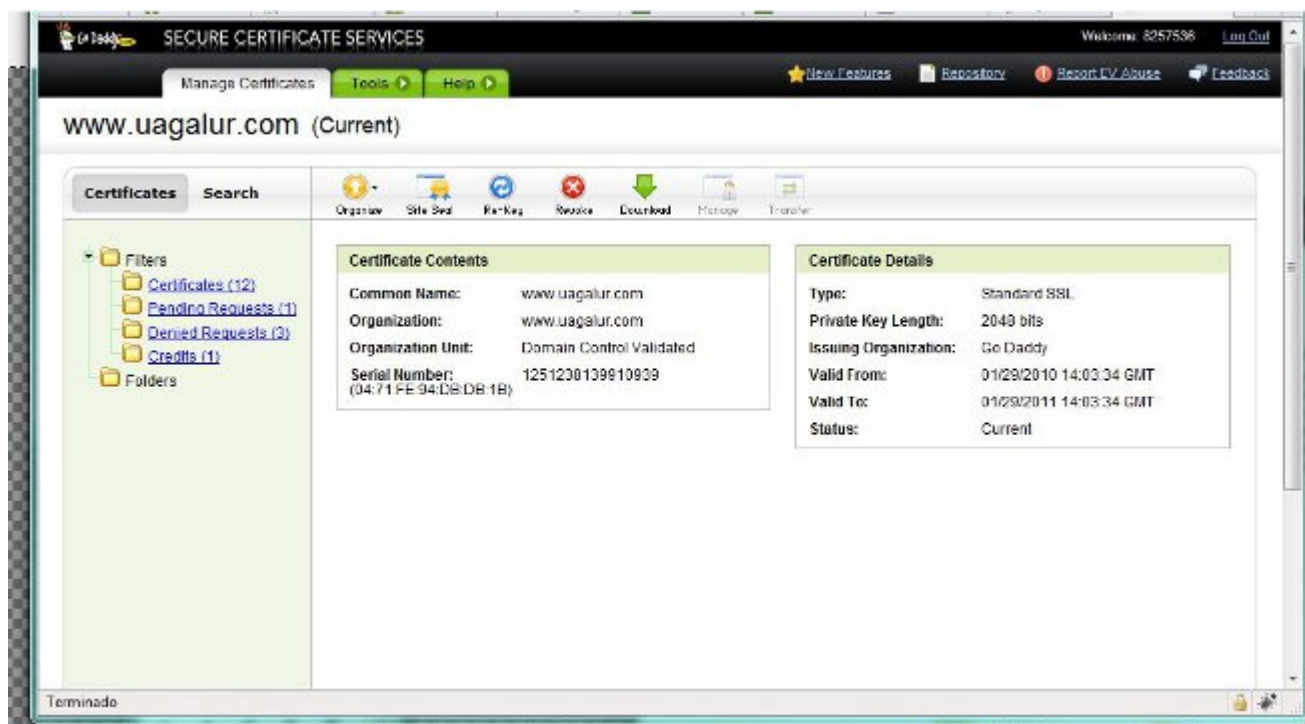 Go Daddy SECURE CERTIFICATE SERVICES Welcome: 8257536 Log Out
Manage Certificates Tools Help New Features Repository Report EV Abuse Feedback
www.uagalur.com (Current)
Certificates Search
Organize Site Seal Re-Key Revoke Download Manage Transfer
Filters
Certificates (12)
Pending Requests (1)
Denied Requests (3)
Credits (1)
Folders
Certificate Contents
Common Name: www.uagalur.com
Organization: www.uagalur.com
Organization Unit: Domain Control Validated
Serial Number: 1251238139910939
(04:71:FE:94:DB:DB:1B)
Certificate Details
Type: Standard SSL
Private Key Length: 2048 bits
Issuing Organization: Go Daddy
Valid From: 01/29/2010 14:03:34 GMT
Valid To: 01/29/2011 14:03:34 GMT
Status: Current
Terminado